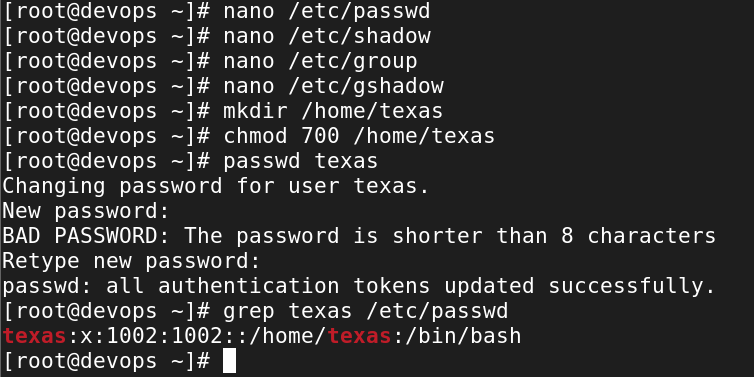 [root@devops ~]# nano /etc/passwd
[root@devops ~]# nano /etc/shadow
[root@devops ~]# nano /etc/group
[root@devops ~]# nano /etc/gshadow
[root@devops ~]# mkdir /home/texas
[root@devops ~]# chmod 700 /home/texas
[root@devops ~]# passwd texas
Changing password for user texas.
New password:
BAD PASSWORD: The password is shorter than 8 characters
Retype new password:
passwd: all authentication tokens updated successfully.
[root@devops ~]# grep texas /etc/passwd
texas:x:1002:1002::/home/texas:/bin/bash
[root@devops ~]#